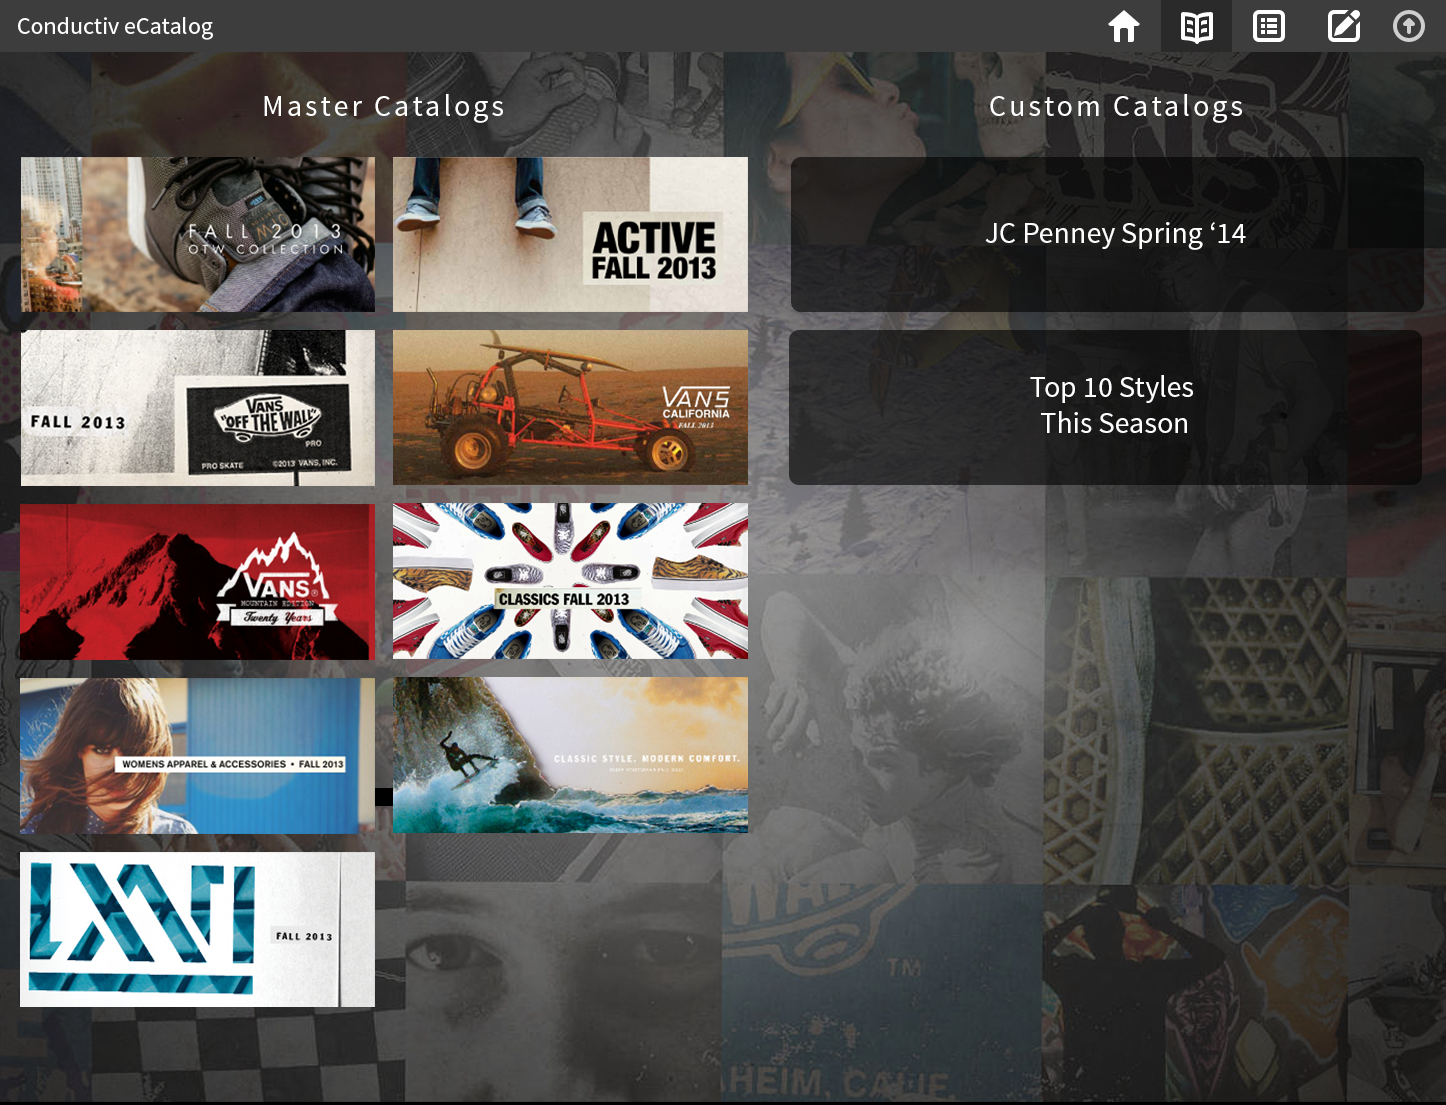 Conductiv eCatalog
Master Catalogs
Custom Catalogs
FALL 2013
OTW COLLECTION
ACTIVE
FALL 2013
JC Penney Spring ‘14
FALL 2013
VANS
"OFF THE WALL"
PRO
PRO SKATE
©2013 VANS, INC.
VANS
CALIFORNIA
FALL 2013
Top 10 Styles
This Season
VANS®
MOUNTAIN EDITION
Twenty Years
CLASSICS FALL 2013
WOMENS APPAREL & ACCESSORIES • FALL 2013
CLASSIC STYLE. MODERN COMFORT.
LXVI
FALL 2013
TM